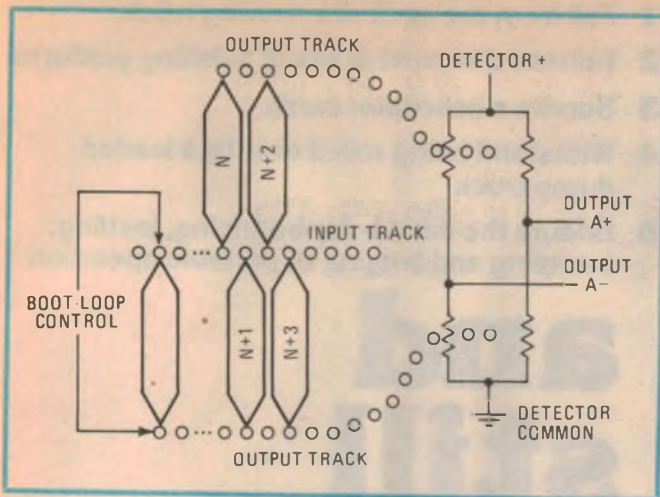 OUTPUT TRACK
DETECTOR +
N
N+2
OUTPUT
A+
INPUT TRACK
OUTPUT
A−
BOOT-LOOP
CONTROL
N+1
N+3
DETECTOR
COMMON
OUTPUT TRACK